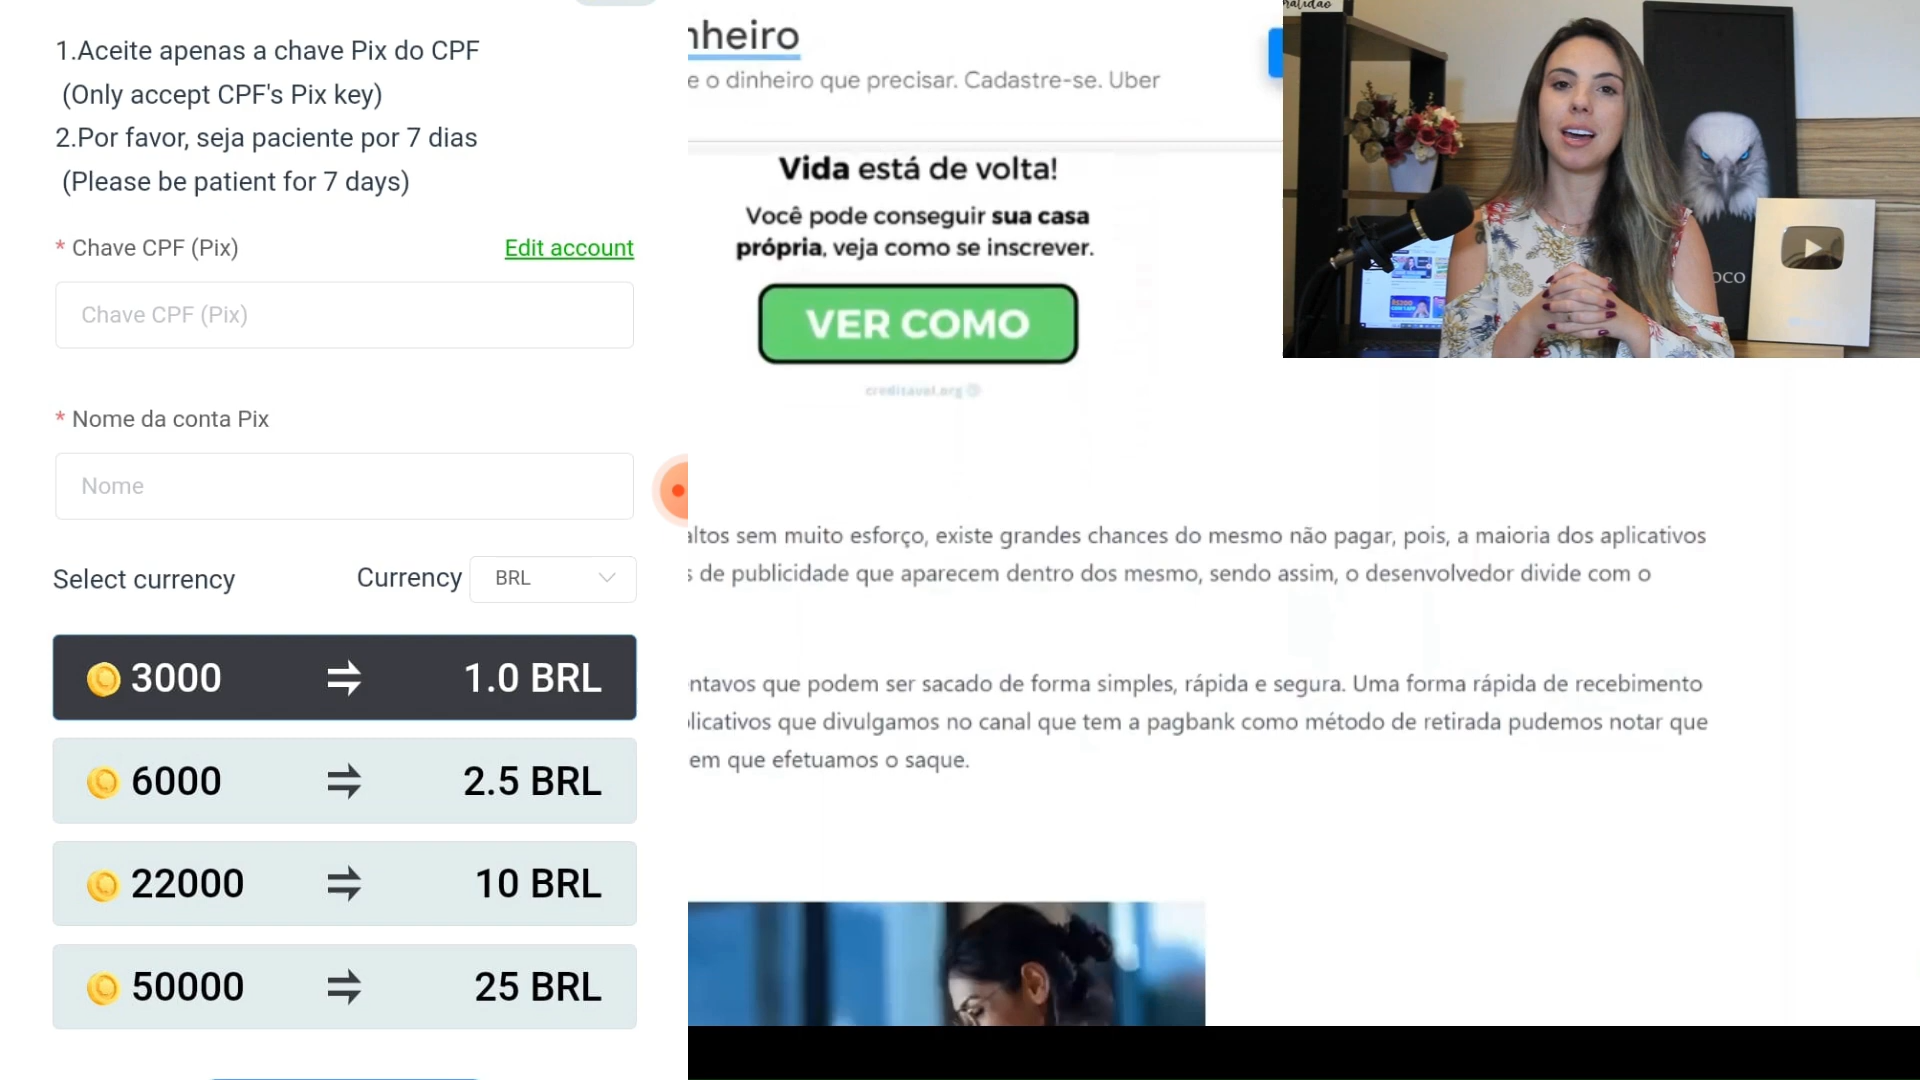 1.Aceite apenas a chave Pix do CPF
(Only accept CPF's Pix key)
2.Por favor, seja paciente por 7 dias
(Please be patient for 7 days)
* Chave CPF (Pix)
Edit account
Chave CPF (Pix)
* Nome da conta Pix
Nome
Select currency
Currency
BRL
3000
1.0 BRL
6000
2.5 BRL
22000
10 BRL
50000
25 BRL
nheiro
e o dinheiro que precisar. Cadastre-se. Uber
Vida está de volta!
Você pode conseguir sua casa
própria, veja como se inscrever.
VER COMO
creditavel.org
altos sem muito esforço, existe grandes chances do mesmo não pagar, pois, a maioria dos aplicativos
s de publicidade que aparecem dentro dos mesmo, sendo assim, o desenvolvedor divide com o
ntavos que podem ser sacado de forma simples, rápida e segura. Uma forma rápida de recebimento
licativos que divulgamos no canal que tem a pagbank como método de retirada pudemos notar que
em que efetuamos o saque.
ratidão
OCO